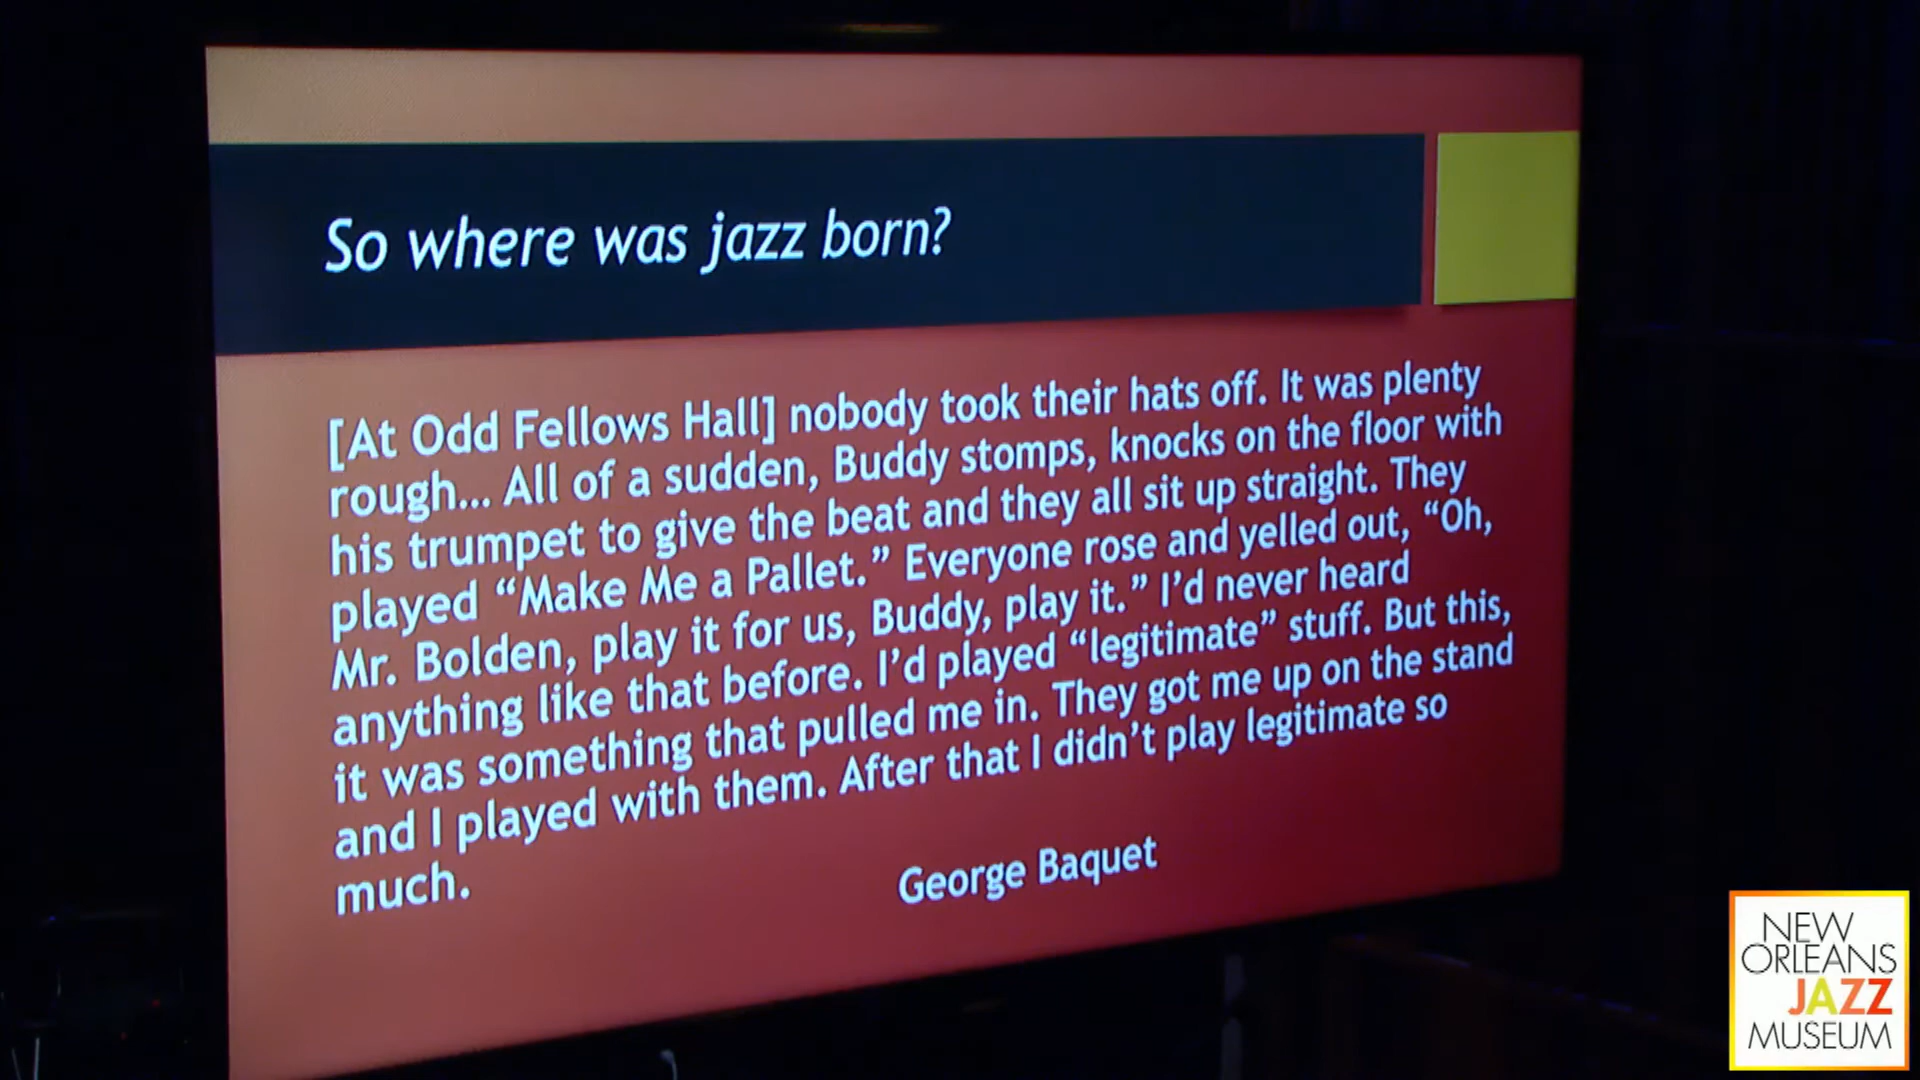 So where was jazz born?
[At Odd Fellows Hall] nobody took their hats off. It was plenty
rough... All of a sudden, Buddy stomps, knocks on the floor with
his trumpet to give the beat and they all sit up straight. They
played “Make Me a Pallet.” Everyone rose and yelled out, “Oh,
Mr. Bolden, play it for us, Buddy, play it.” I’d never heard
anything like that before. I’d played “legitimate” stuff. But this,
it was something that pulled me in. They got me up on the stand
and I played with them. After that I didn’t play legitimate so
much.
George Baquet
NEW
ORLEANS
JAZZ
MUSEUM